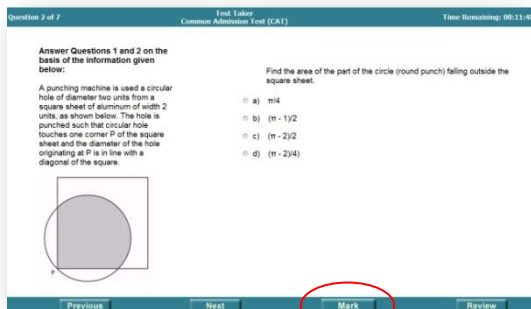 Question 2 of 7
Test Taker
Common Admission Test (CAT)
Time Remaining: 00:11:4
Answer Questions 1 and 2 on the
basis of the information given
below:
A punching machine is used a circular
hole of diameter two units from a
square sheet of aluminum of width 2
units, as shown below. The hole is
punched such that circular hole
touches one corner P of the square
sheet and the diameter of the hole
originating at P is in line with a
diagonal of the square.
P
Find the area of the part of the circle (round punch) falling outside the
square sheet.
a) π/4
b) (π - 1)/2
c) (π - 2)/2
d) (π - 2)/4)
Previous
Next
Mark
Review